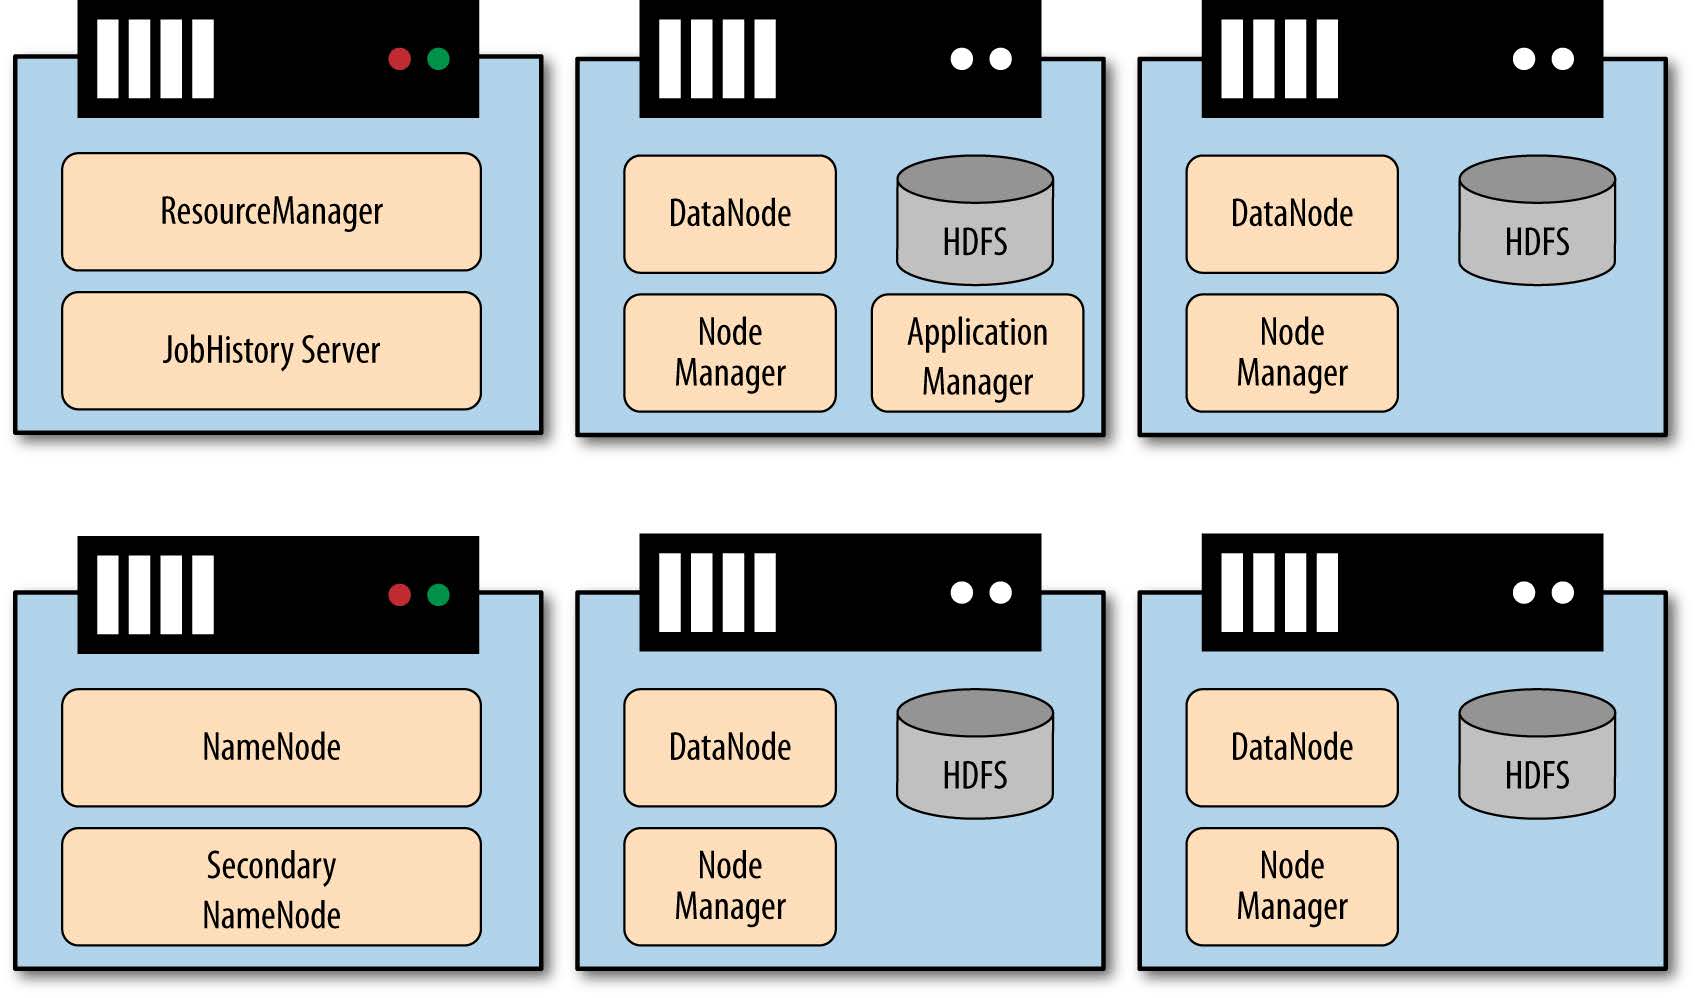 ResourceManager
JobHistory Server
DataNode
HDFS
Node
Manager
Application
Manager
DataNode
HDFS
Node
Manager
NameNode
Secondary
NameNode
DataNode
HDFS
Node
Manager
DataNode
HDFS
Node
Manager